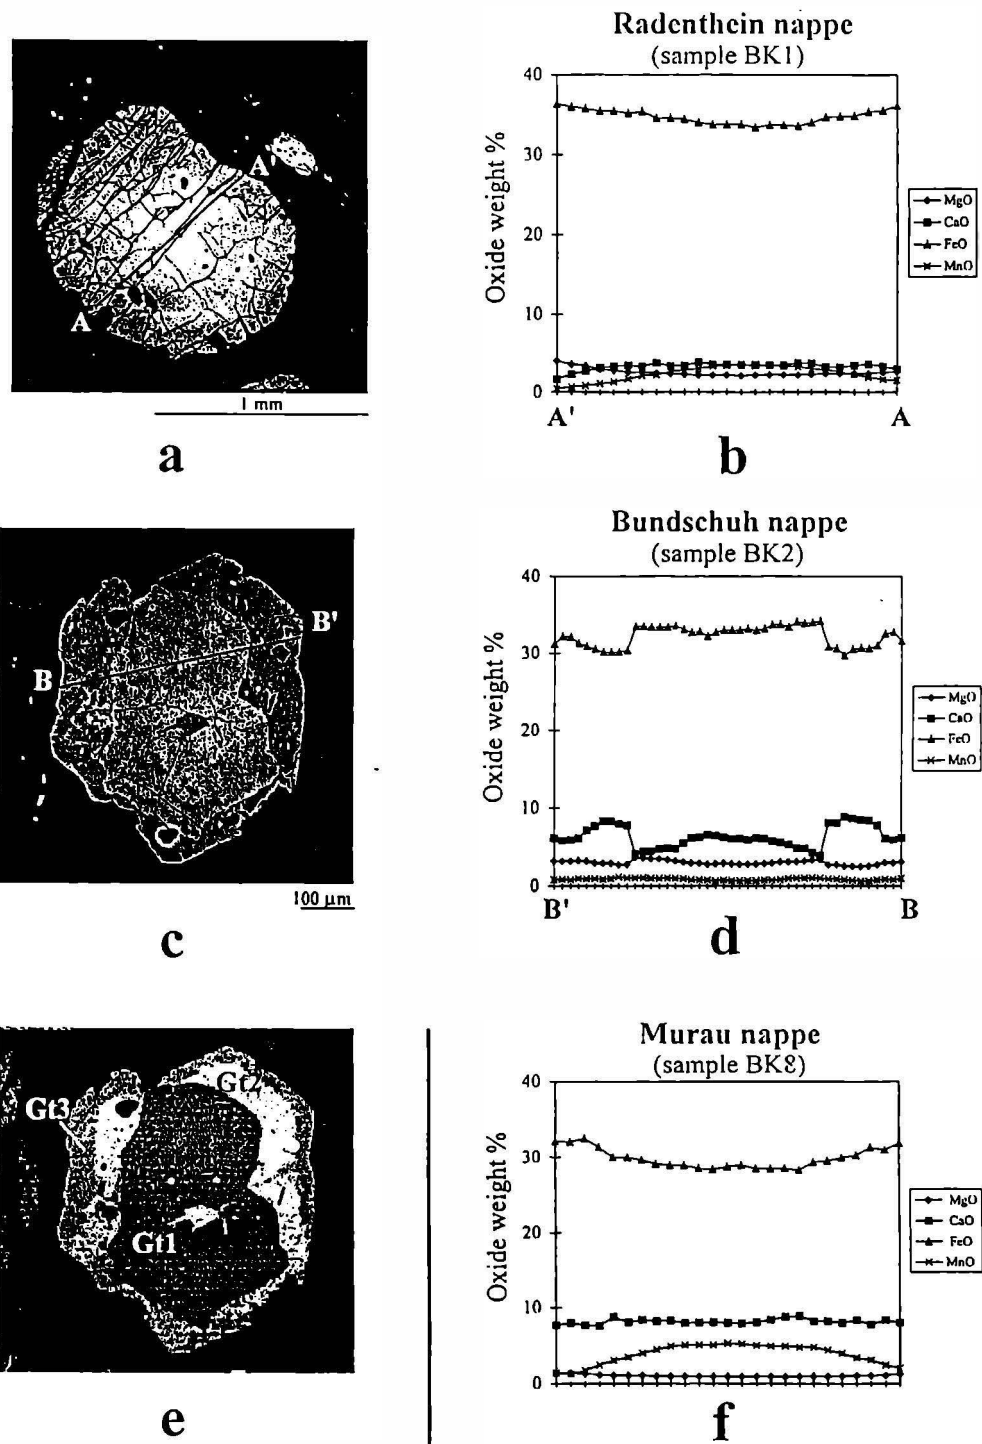 A'
A
1 mm
a
Radenthein nappe
(sample BK1)
Oxide weight %
40
30
20
10
0
A'
A
MgO
CaO
FeO
MnO
b
B'
B
100 µm
c
Bundschuh nappe
(sample BK2)
Oxide weight %
40
30
20
10
0
B'
B
MgO
CaO
FeO
MnO
d
Gt2
Gt3
Gt1
e
Murau nappe
(sample BK8)
Oxide weight %
40
30
20
10
0
MgO
CaO
FeO
MnO
f